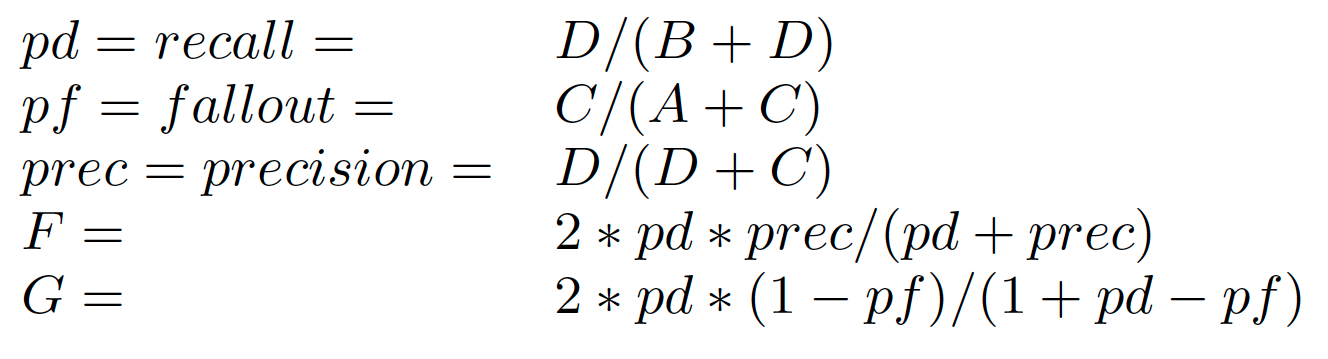 pd = recall = D/(B + D)
pf = fallout = C/(A + C)
prec = precision = D/(D + C)
F = 2 ∗ pd ∗ prec/(pd + prec)
G = 2 ∗ pd ∗ (1 − pf)/(1 + pd − pf)